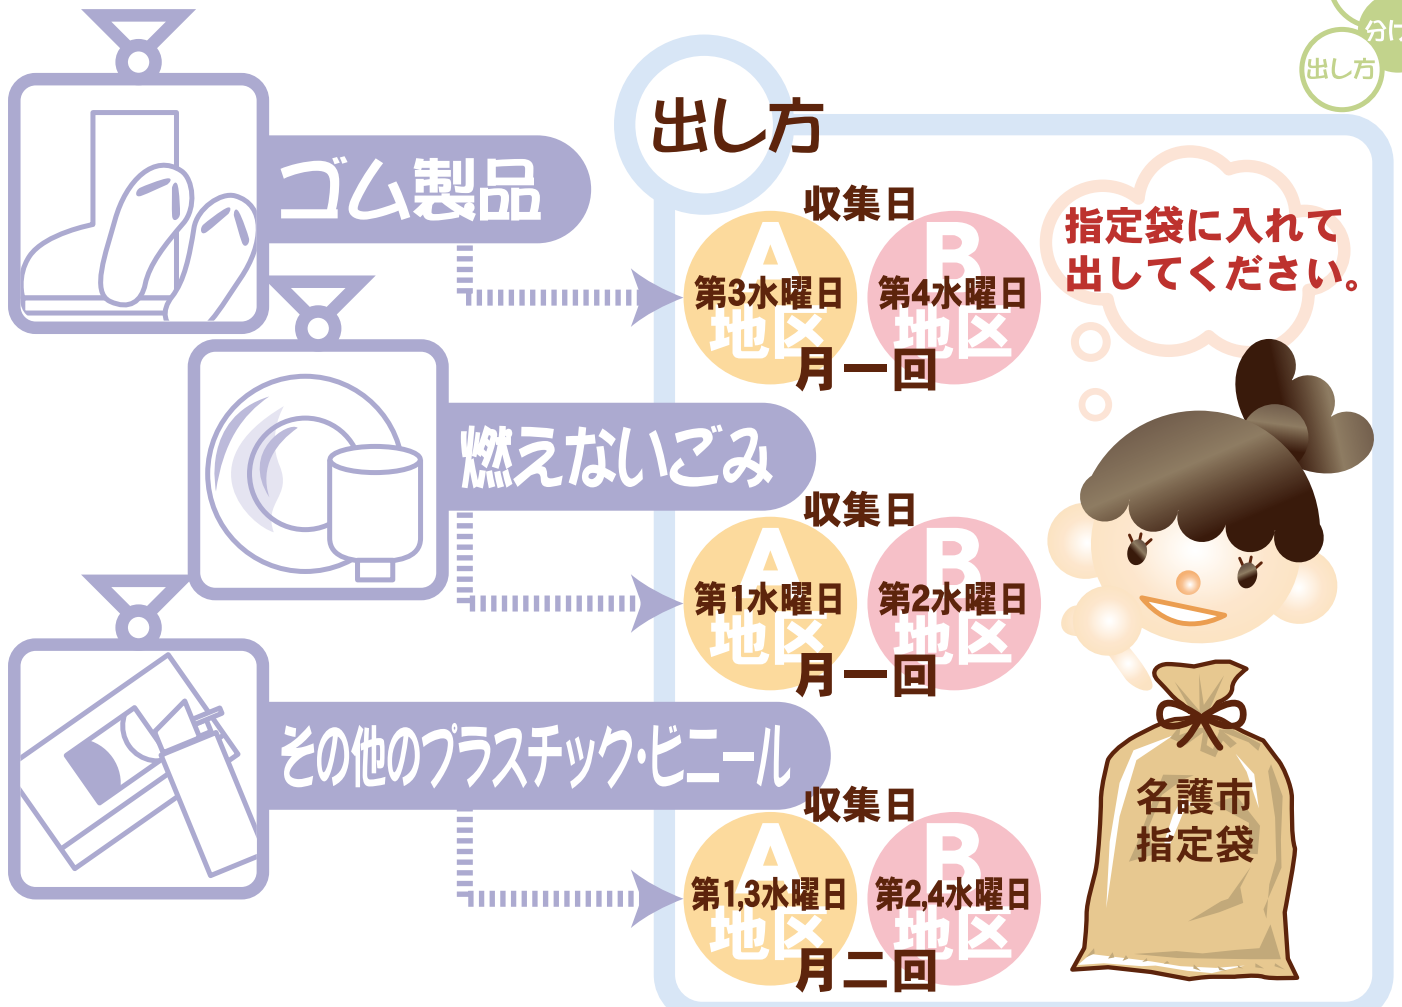 分け
出し方
出し方
ゴム製品
収集日
A地区
第3水曜日
B地区
第4水曜日
月一回
指定袋に入れて
出してください。
燃えないごみ
収集日
A地区
第1水曜日
B地区
第2水曜日
月一回
その他のプラスチック・ビニール
収集日
A地区
第1,3水曜日
B地区
第2,4水曜日
月二回
名護市
指定袋